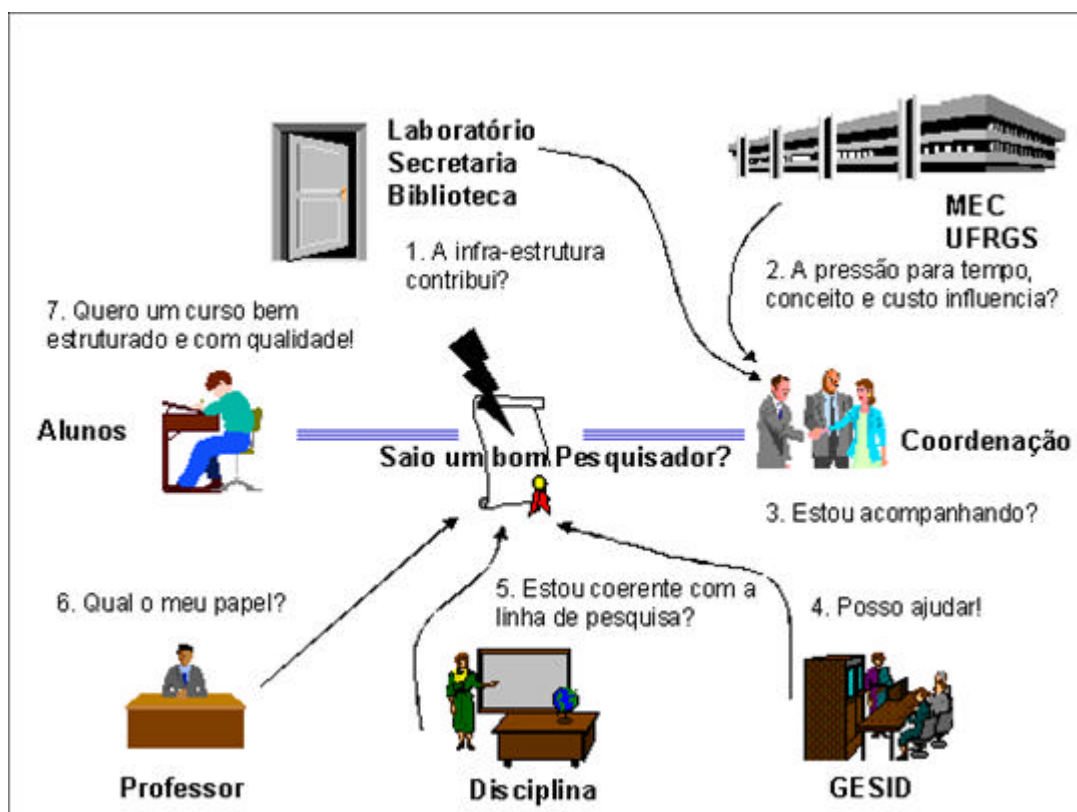 Laboratório
Secretaria
Biblioteca
1. A infra-estrutura
contribui?
MEC
UFRGS
2. A pressão para tempo,
conceito e custo influencia?
7. Quero um curso bem
estruturado e com qualidade!
Alunos
Saio um bom Pesquisador?
Coordenação
3. Estou acompanhando?
6. Qual o meu papel?
5. Estou coerente com a
linha de pesquisa?
4. Posso ajudar!
Professor
Disciplina
GESID